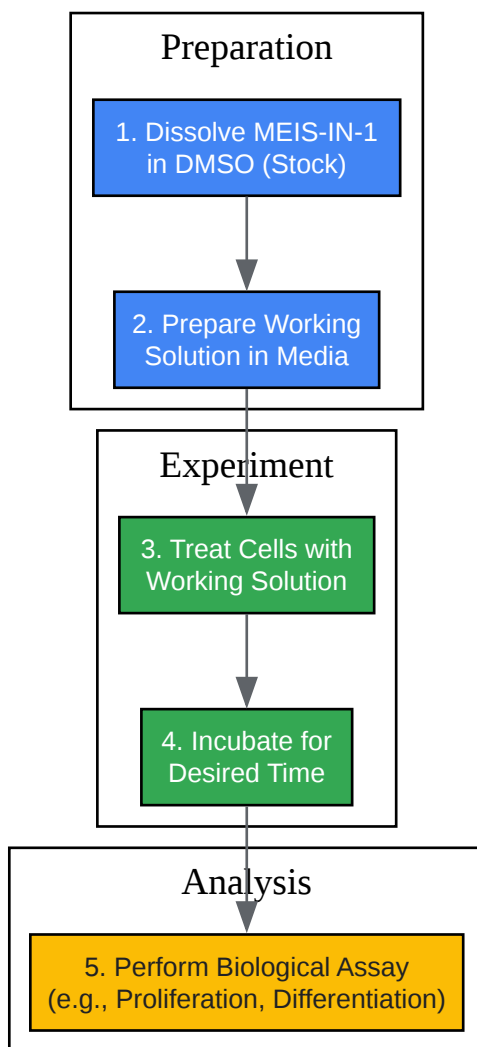 Preparation
1. Dissolve MEIS-IN-1
in DMSO (Stock)
2. Prepare Working
Solution in Media
Experiment
3. Treat Cells with
Working Solution
4. Incubate for
Desired Time
Analysis
5. Perform Biological Assay
(e.g., Proliferation, Differentiation)